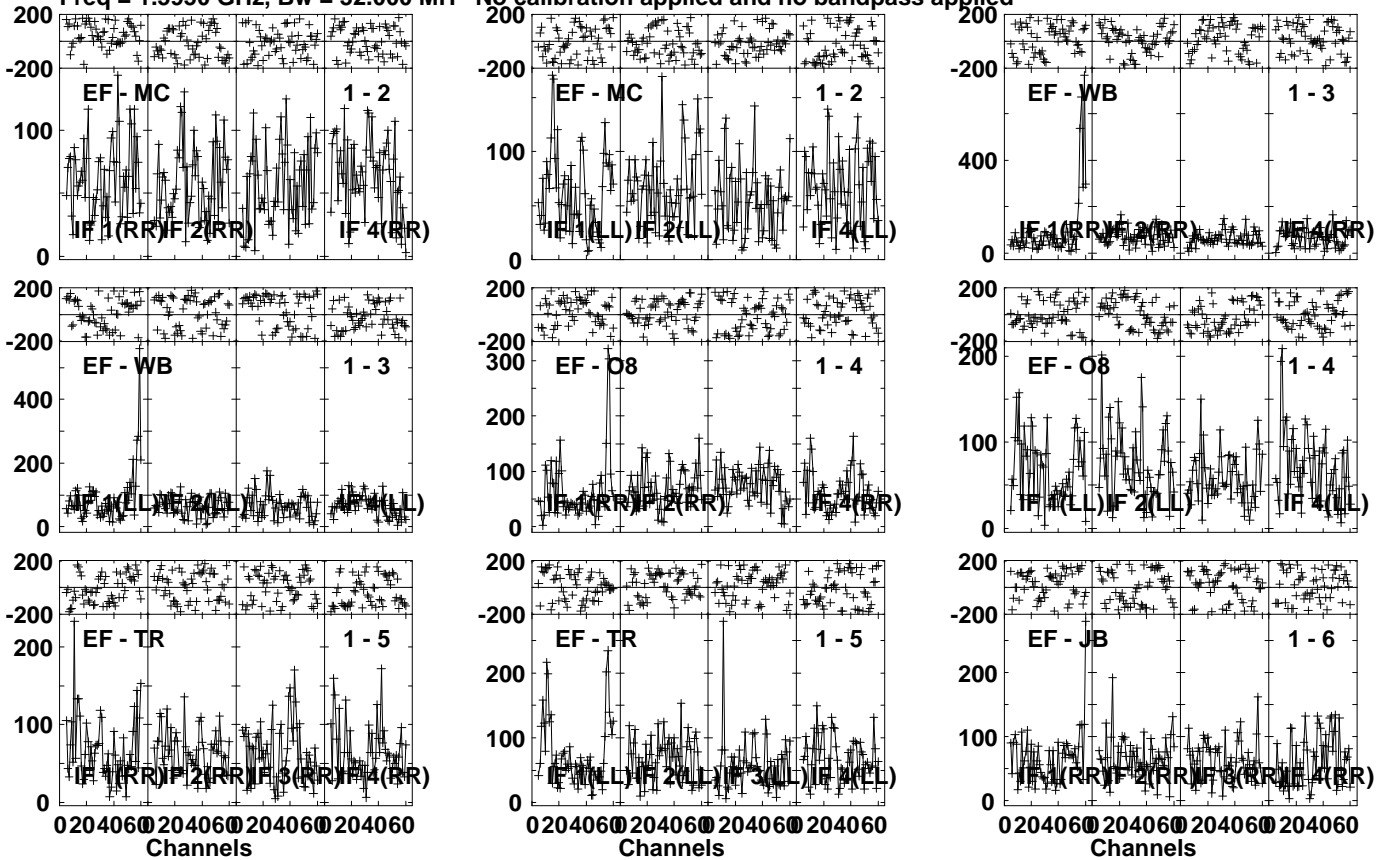 Freq = 1.5950 GHz, Bw = 32.000 MH No calibration applied and no bandpass applied
200 200 200
-200 -200 -200
EF - MC 1 - 2 EF - MC 1 - 2 EF - WB 1 - 3
100 100 400
IF 1(RR) IF 2(RR) IF 4(RR) IF 1(LL) IF 2(LL) IF 4(LL) IF 1(RR) IF 2(RR) IF 4(RR)
0 0 0
200 200 200
-200 -200 -200
EF - WB 1 - 3 EF - O8 1 - 4 EF - O8 1 - 4
400 300 200
200 200 100
100
IF 1(LL) IF 2(LL) IF 4(LL) IF 1(RR) IF 2(RR) IF 4(RR) IF 1(LL) IF 2(LL) IF 4(LL)
0 0 0
200 200 200
-200 -200 -200
EF - TR 1 - 5 EF - TR 1 - 5 EF - JB 1 - 6
200 200 200
100 100 100
IF 1(RR) IF 2(RR) IF 3(RR) IF 4(RR) IF 1(LL) IF 2(LL) IF 3(LL) IF 4(LL) IF 1(RR) IF 2(RR) IF 3(RR) IF 4(RR)
0 0 0
0 20 40 60 0 20 40 60 0 20 40 60 0 20 40 60 0 20 40 60 0 20 40 60 0 20 40 60 0 20 40 60 0 20 40 60 0 20 40 60 0 20 40 60 0 20 40 60
Channels Channels Channels